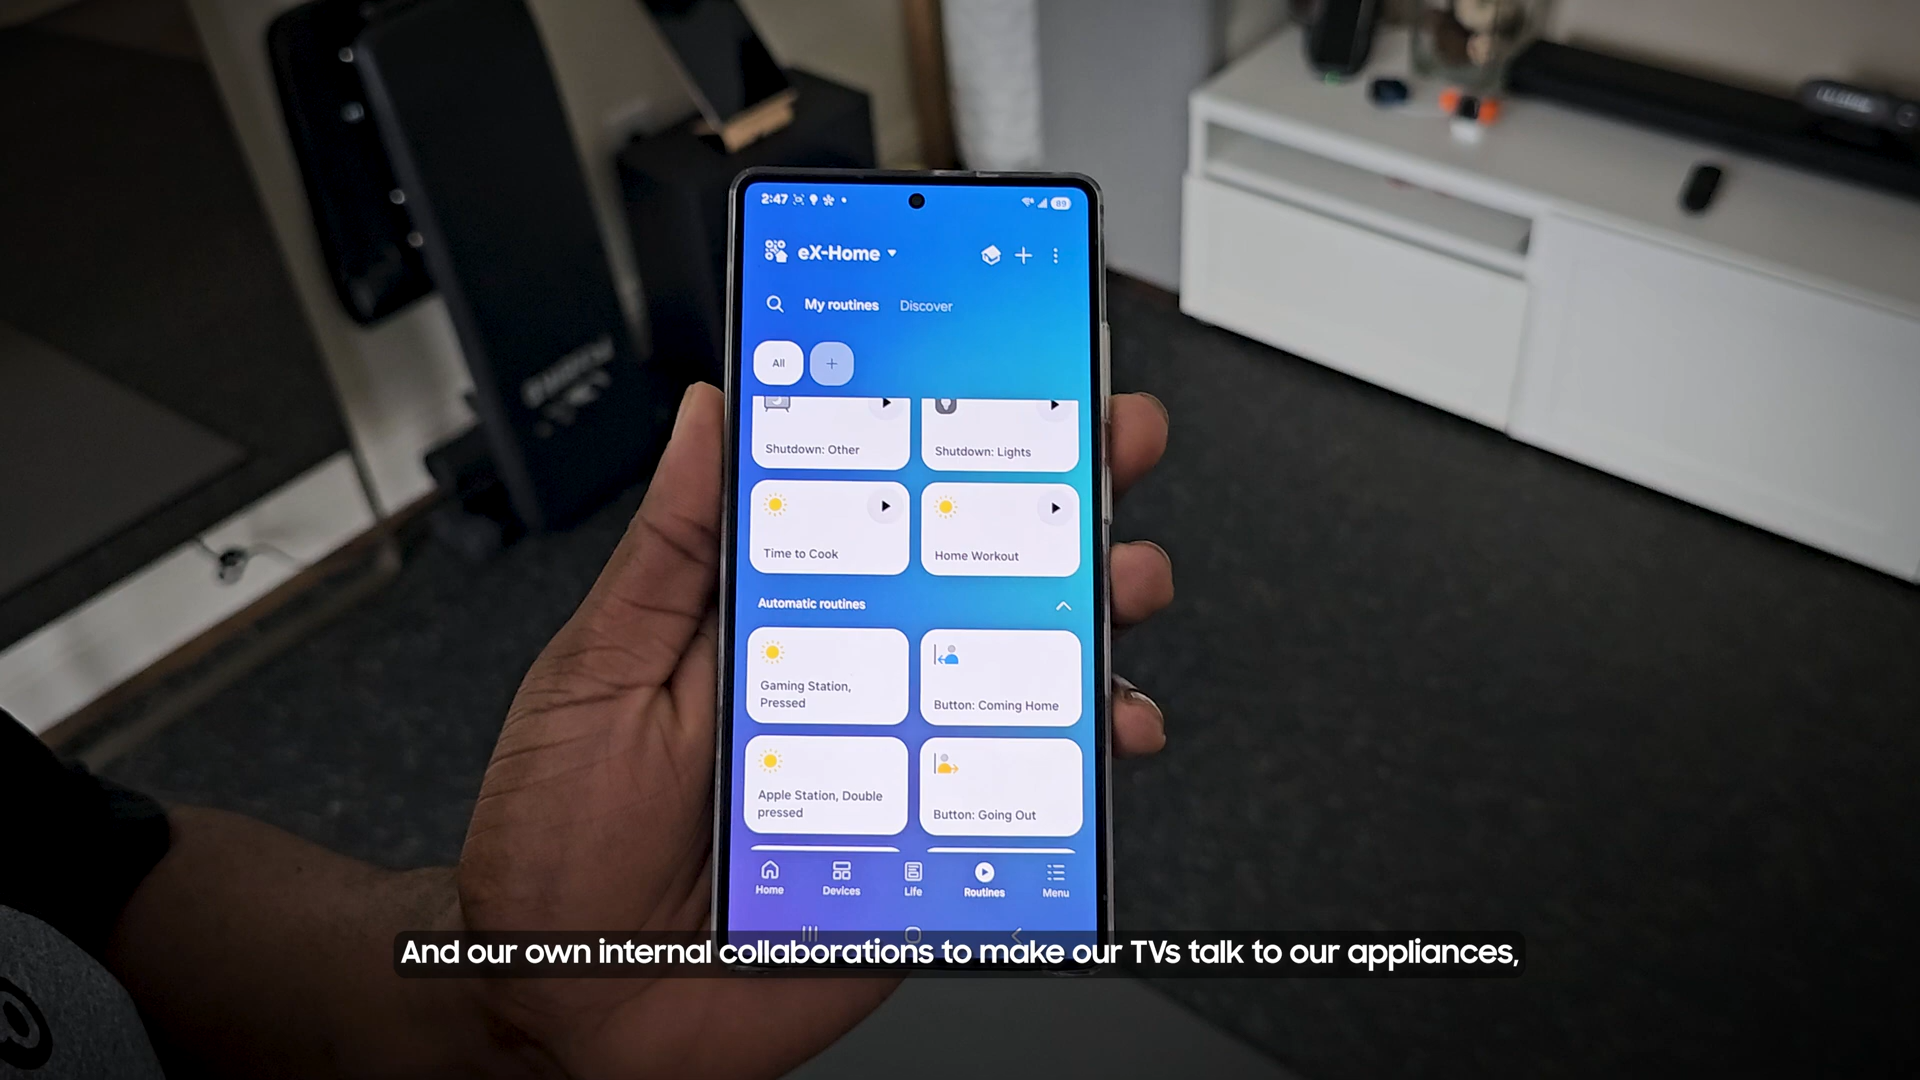 2:47
89
eX-Home
My routines Discover
All +
Shutdown: Other
Shutdown: Lights
Time to Cook
Home Workout
Automatic routines
Gaming Station,
Pressed
Button: Coming Home
Apple Station, Double
pressed
Button: Going Out
Home Devices Life Routines Menu
And our own internal collaborations to make our TVs talk to our appliances,